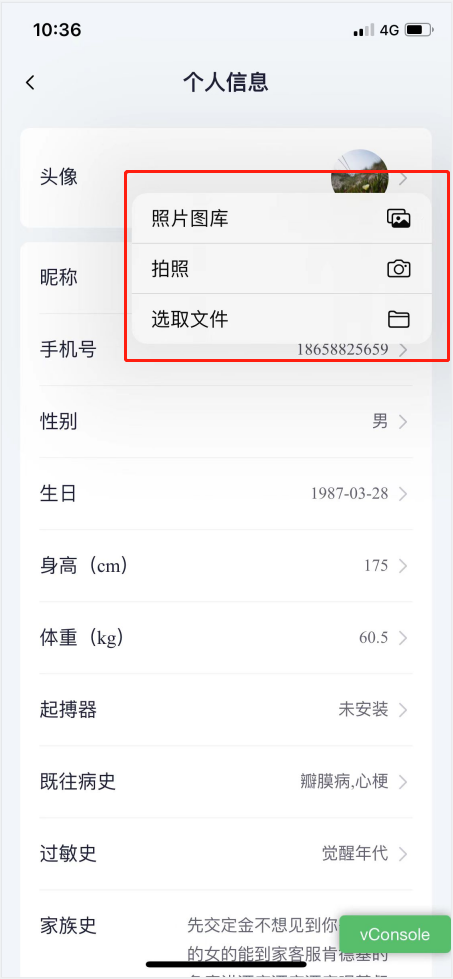 10:36
4G
个人信息
头像
照片图库
拍照
选取文件
昵称
手机号 18658825659
性别 男
生日 1987-03-28
身高（cm） 175
体重（kg） 60.5
起搏器 未安装
既往病史 瓣膜病,心梗
过敏史 觉醒年代
家族史 先交定金不想见到你
的女的能到家客服肯德基的
vConsole